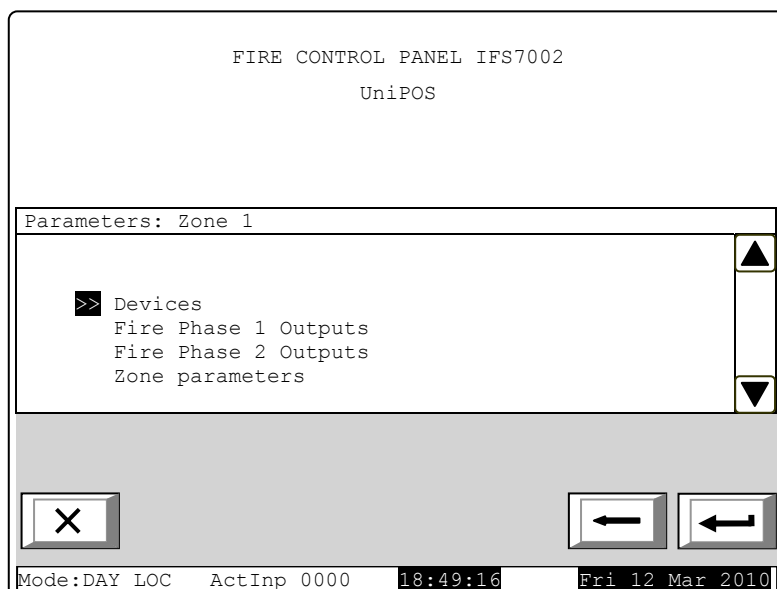 FIRE CONTROL PANEL IFS7002
UniPOS
Parameters: Zone 1
>> Devices
Fire Phase 1 Outputs
Fire Phase 2 Outputs
Zone parameters
Mode:DAY LOC ActInp 0000 18:49:16 Fri 12 Mar 2010